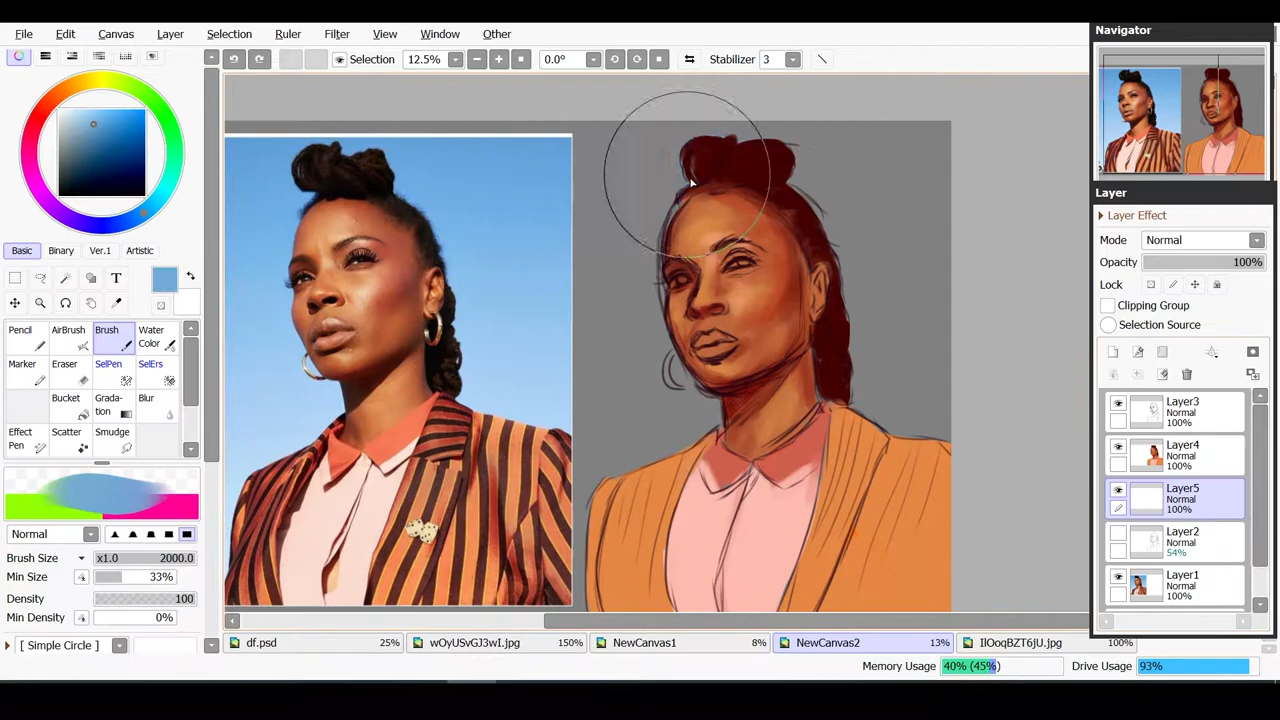 Navigator
File Edit Canvas Layer Selection Ruler Filter View Window Other
Selection 12.5% 0.0º Stabilizer 3
Layer
Layer Effect
Mode Normal
Opacity 100%
Lock
Clipping Group
Selection Source
Basic Binary Ver.1 Artistic
T
Pencil AirBrush Brush Water Color
Marker Eraser SelPen SelErs
Bucket Grada-tion Blur
Effect Pen Scatter Smudge
Normal
Brush Size x1.0 2000.0
Min Size 33%
Density 100
Min Density 0%
[ Simple Circle ]
Layer3
Normal
100%
Layer4
Normal
100%
Layer5
Normal
100%
Layer2
Normal
54%
Layer1
Normal
100%
df.psd 25% wOyUSvGJ3wI.jpg 150% NewCanvas1 8% NewCanvas2 13% IlOoqBZT6jU.jpg 100%
Memory Usage 40% (45%) Drive Usage 93%